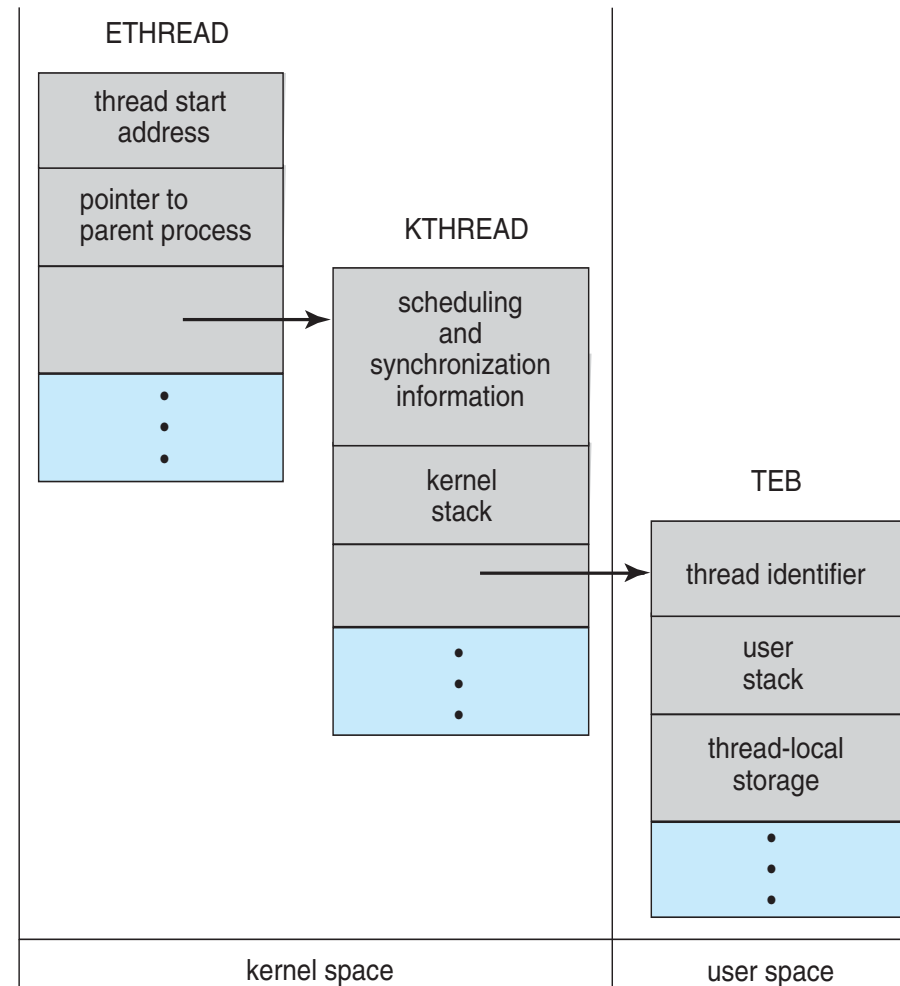 ETHREAD
thread start
address
pointer to
parent process
KTHREAD
scheduling
and
synchronization
information
kernel
stack
TEB
thread identifier
user
stack
thread-local
storage
kernel space
user space